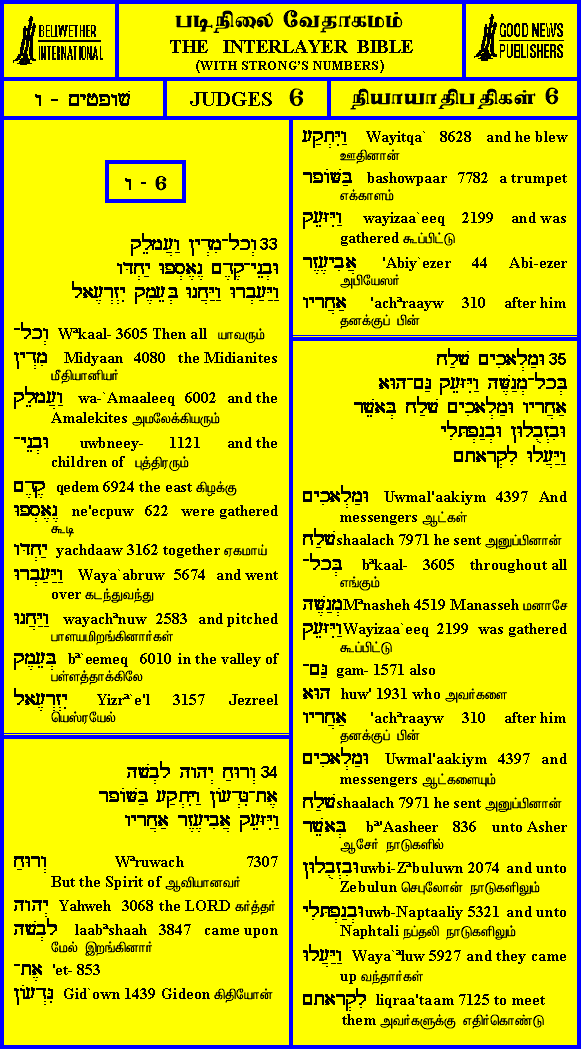 BELLWETHER
INTERNATIONAL
படிநிலை வேதாகமம்
THE INTERLAYER BIBLE
(WITH STRONG'S NUMBERS)
GOOD NEWS
PUBLISHERS
שופטים - ו
JUDGES 6
நியாயாதிபதிகள் 6
ו - 6
33 וְכָל־מִדְיָן וַעֲמָלֵק
וּבְנֵי־קֶדֶם נֶאֶסְפוּ יַחְדּוֹ
וַיַּעַבְרוּ וַיַּחֲנוּ בְּעֵמֶק יִזְרְעֶאל
וְכָל־ Wªkaal- 3605 Then all யாவரும்
מִדְיָן Midyaan 4080 the Midianites
மீதியானியர்
וַעֲמָלֵק wa-`Amaaleeq 6002 and the
Amalekites அமலேக்கியரும்
וּבְנֵי־ uwbneey- 1121 and the
children of புத்திரரும்
קֶדֶם qedem 6924 the east கிழக்கு
נֶאֶסְפוּ ne'ecpuw 622 were gathered
கூடி
יַחְדּוֹ yachdaaw 3162 together ஏகமாய்
וַיַּעַבְרוּ Waya`abruw 5674 and went
over கடந்துவந்து
וַיַּחֲנוּ wayachªnuw 2583 and pitched
பாளயமிறங்கினார்கள்
בְּעֵמֶק bª`eemeq 6010 in the valley of
பள்ளத்தாக்கிலே
יִזְרְעֶאל Yizrª`e'l 3157 Jezreel
யெஸ்ரயேல்
34 וְרוּחַ יְהוָה לָבְשָׁה
אֶת־גִּדְעוֹן וַיִּתְקַע בַּשּׁוֹפָר
וַיִּזָּעֵק אֲבִיעֶזֶר אַחֲרָיו
וְרוּחַ Wªruwach 7307
But the Spirit of ஆவியானவர்
יְהוָה Yahweh 3068 the LORD கர்த்தர்
לָבְשָׁה laabªshaah 3847 came upon
மேல் இறங்கினார்
אֶת־ 'et- 853
גִּדְעוֹן Gid`own 1439 Gideon கிதியோன்
וַיִּתְקַע Wayitqa` 8628 and he blew
ஊதினான்
בַּשּׁוֹפָר bashowpaar 7782 a trumpet
எக்காளம்
וַיִּזָּעֵק wayizaa`eeq 2199 and was
gathered கூப்பிட்டு
אֲבִיעֶזֶר 'Abiy`ezer 44 Abi-ezer
அபியேஸர்
אַחֲרָיו 'achªraayw 310 after him
தனக்குப் பின்
35 וּמַלְאָכִים שָׁלַח
בְּכָל־מְנַשֶּׁה וַיִּזָּעֵק גַּם־הוּא
אַחֲרָיו וּמַלְאָכִים שָׁלַח בְּאָשֵׁר
וּבִזְבֻלוּן וּבְנַפְתָּלִי
וַיַּעֲלוּ לִקְרָאתָם
וּמַלְאָכִים Uwmal'aakiym 4397 And
messengers ஆட்கள்
שָׁלַח shaalach 7971 he sent அனுப்பினான்
בְּכָל־ bªkaal- 3605 throughout all
எங்கும்
מְנַשֶּׁה Mªnasheh 4519 Manasseh மனாசே
וַיִּזָּעֵק Wayizaa`eeq 2199 was gathered
கூப்பிட்டு
גַּם־ gam- 1571 also
הוּא huw' 1931 who அவர்களை
אַחֲרָיו 'achªraayw 310 after him
தனக்குப் பின்
וּמַלְאָכִים Uwmal'aakiym 4397 and
messengers ஆட்களையும்
שָׁלַח shaalach 7971 he sent அனுப்பினான்
בְּאָשֵׁר bª'Aasheer 836 unto Asher
ஆசேர் நாடுகளில்
וּבִזְבֻלוּן uwbi-Zªbuluwn 2074 and unto
Zebulun செபுலோன் நாடுகளிலும்
וּבְנַפְתָּלִי uwb-Naptaaliy 5321 and unto
Naphtali நப்தலி நாடுகளிலும்
וַיַּעֲלוּ Waya`ªluw 5927 and they came
up வந்தார்கள்
לִקְרָאתָם liqraa'taam 7125 to meet
them அவர்களுக்கு எதிர்கொண்டு